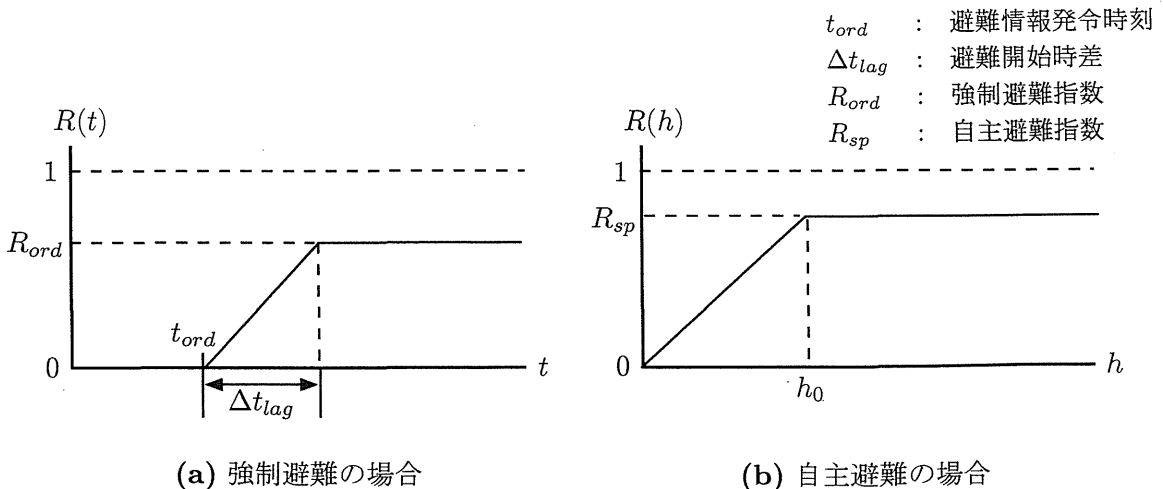 t_ord : 避難情報発令時刻
Δt_lag : 避難開始時差
R_ord : 強制避難指数
R_sp : 自主避難指数
R(t)
1
R_ord
t_ord
0
t
Δt_lag
(a) 強制避難の場合
R(h)
1
R_sp
0
h
h_0
(b) 自主避難の場合